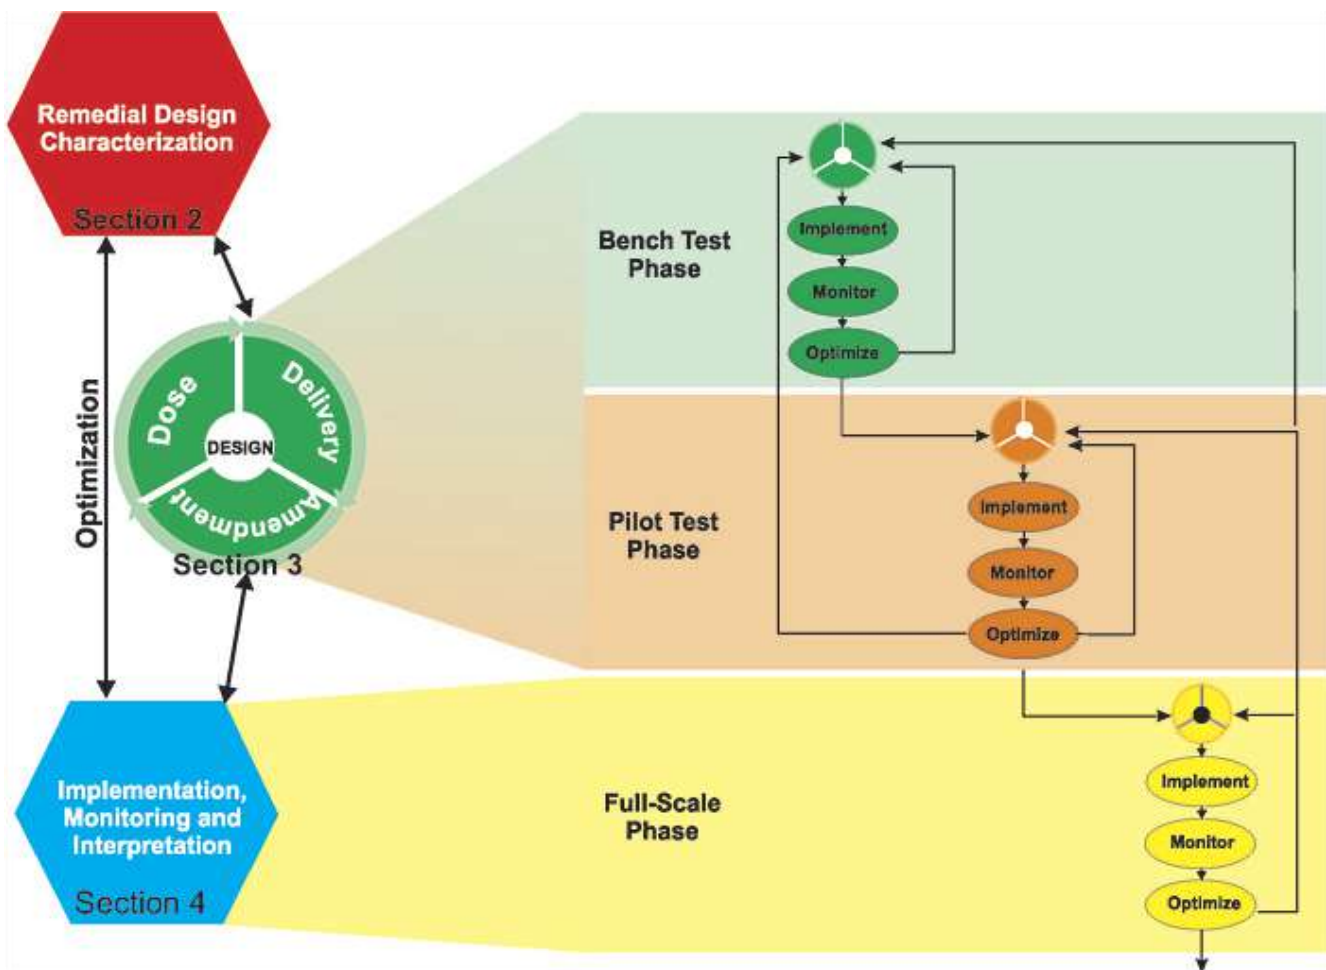 Remedial Design
Characterization
Section 2
Optimization
Dose
Delivery
Amendment
DESIGN
Section 3
Implementation,
Monitoring and
Interpretation
Section 4
Bench Test
Phase
Implement
Monitor
Optimize
Pilot Test
Phase
Implement
Monitor
Optimize
Full-Scale
Phase
Implement
Monitor
Optimize